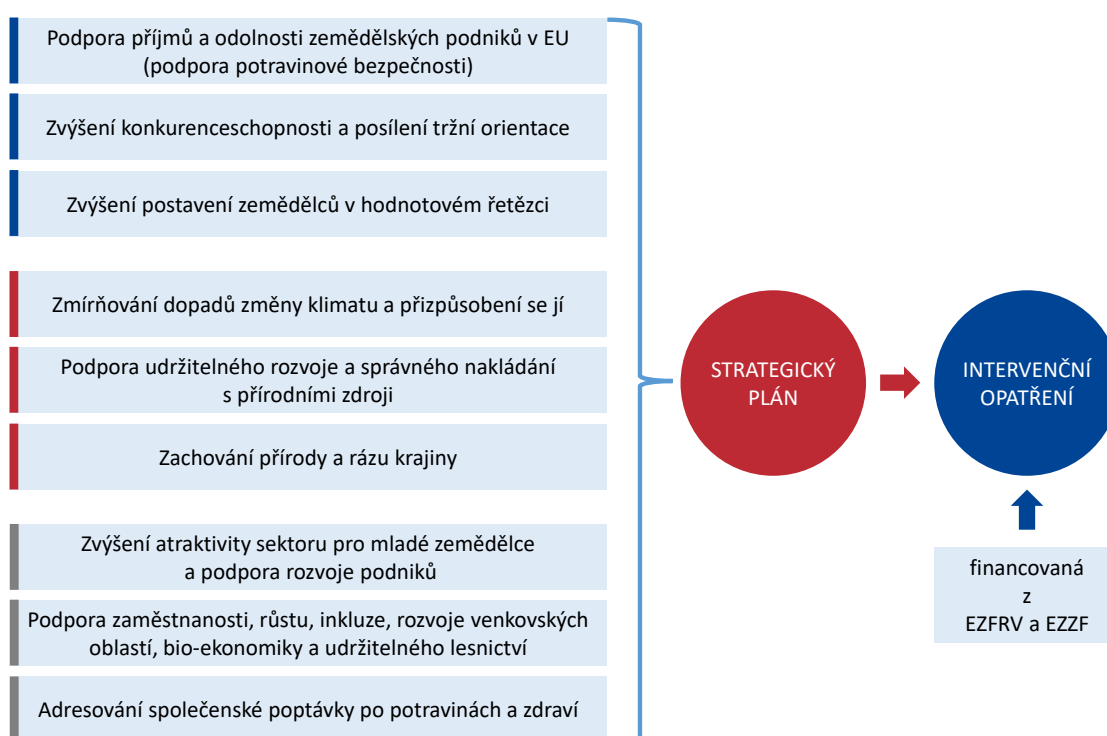 Podpora příjmů a odolnosti zemědělských podniků v EU
(podpora potravinové bezpečnosti)
Zvýšení konkurenceschopnosti a posílení tržní orientace
Zvýšení postavení zemědělců v hodnotovém řetězci
Zmírňování dopadů změny klimatu a přizpůsobení se jí
Podpora udržitelného rozvoje a správného nakládání
s přírodními zdroji
Zachování přírody a rázu krajiny
Zvýšení atraktivity sektoru pro mladé zemědělce
a podpora rozvoje podniků
Podpora zaměstnanosti, růstu, inkluze, rozvoje venkovských
oblastí, bio-ekonomiky a udržitelného lesnictví
Adresování společenské poptávky po potravinách a zdraví
STRATEGICKÝ
PLÁN
INTERVENČNÍ
OPATŘENÍ
financovaná
z
EZFRV a EZZF